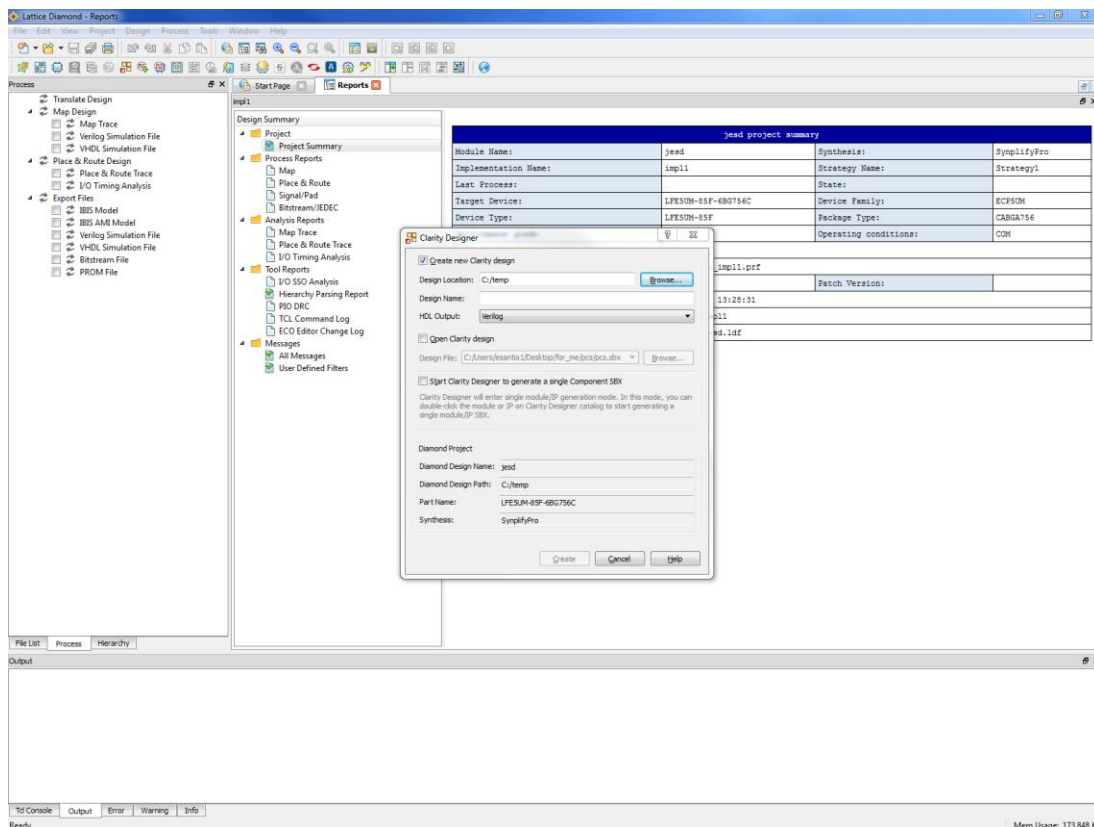 Lattice Diamond - Reports
File Edit View Project Design Process Tools Window Help
Process
Translate Design
Map Design
Map Trace
Verilog Simulation File
VHDL Simulation File
Place & Route Design
Place & Route Trace
I/O Timing Analysis
Export Files
IBIS Model
IBIS AMI Model
Verilog Simulation File
VHDL Simulation File
Bitstream File
PROM File
File List Process Hierarchy
Start Page Reports
impl1
Design Summary
Project
Project Summary
Process Reports
Map
Place & Route
Signal/Pad
Bitstream/JEDEC
Analysis Reports
Map Trace
Place & Route Trace
I/O Timing Analysis
Tool Reports
I/O SSO Analysis
Hierarchy Parsing Report
PIO DRC
TCL Command Log
ECO Editor Change Log
Messages
All Messages
User Defined Filters
jesd project summary
Module Name: jesd Synthesis: SynplifyPro
Implementation Name: impl1 Strategy Name: Strategy1
Last Process: State:
Target Device: LFE5UM-85F-6BG756C Device Family: ECP5UM
Device Type: LFE5UM-85F Package Type: CABGA756
Operating conditions: COM
_impl1.prf
Patch Version:
13:28:31
Clarity Designer
Create new Clarity design
Design Location: C:/temp Browse...
Design Name:
HDL Output: Verilog
Open Clarity design
Design File: C:/Users/esantia1/Desktop/for_me/pcs/pcs.sbx Browse...
Start Clarity Designer to generate a single Component SBX
Clarity Designer will enter single module/IP generation mode. In this mode, you can
double-click the module or IP on Clarity Designer catalog to start generating a
single module/IP SBX.
Diamond Project
Diamond Design Name: jesd
Diamond Design Path: C:/temp
Part Name: LFE5UM-85F-6BG756C
Synthesis: SynplifyPro
Create Cancel Help
Output
Tcl Console Output Error Warning Info
Ready Mem Usage: 173,848 K